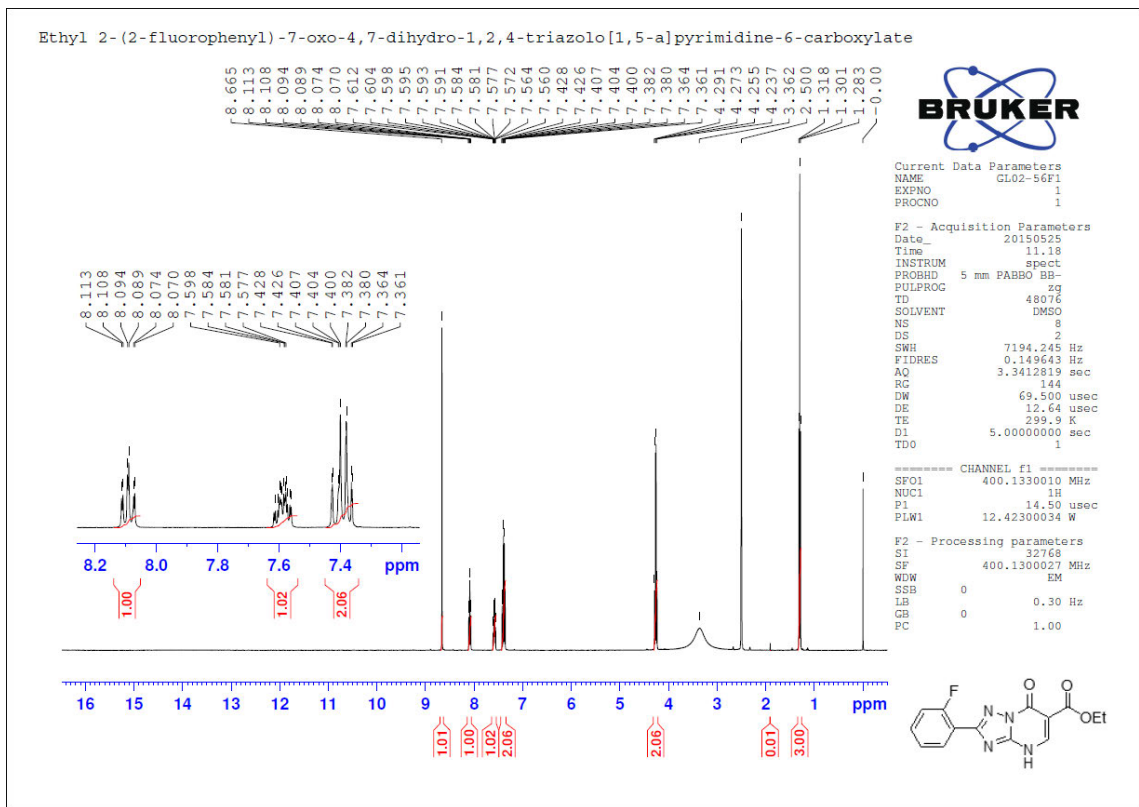 Ethyl 2-(2-fluorophenyl)-7-oxo-4,7-dihydro-1,2,4-triazolo[1,5-a]pyrimidine-6-carboxylate
8.665 8.113 8.108 8.094 8.089 8.074 8.070 7.612 7.604 7.598 7.595 7.593 7.591 7.584 7.581 7.577 7.572 7.564 7.560 7.428 7.426 7.407 7.404 7.400 7.382 7.380 7.364 7.361 4.291 4.273 4.255 4.237 3.362 2.500 1.318 1.301 1.283 -0.00
BRUKER
Current Data Parameters
NAME GL02-56F1
EXPNO 1
PROCNO 1
F2 - Acquisition Parameters
Date_ 20150525
Time 11.18
INSTRUM spect
PROBHD 5 mm PABBO BB-
PULPROG zg
TD 48076
SOLVENT DMSO
NS 8
DS 2
SWH 7194.245 Hz
FIDRES 0.149643 Hz
AQ 3.3412819 sec
RG 144
DW 69.500 usec
DE 12.64 usec
TE 299.9 K
D1 5.00000000 sec
TD0 1
======== CHANNEL f1 ========
SFO1 400.1330010 MHz
NUC1 1H
P1 14.50 usec
PLW1 12.42300034 W
F2 - Processing parameters
SI 32768
SF 400.1300027 MHz
WDW EM
SSB 0
LB 0.30 Hz
GB 0
PC 1.00
8.113 8.108 8.094 8.089 8.074 8.070 7.598 7.584 7.581 7.577 7.428 7.426 7.407 7.404 7.400 7.382 7.380 7.364 7.361
8.2 8.0 7.8 7.6 7.4 ppm
1.00 1.02 2.06
16 15 14 13 12 11 10 9 8 7 6 5 4 3 2 1 ppm
1.01 1.00 1.02 2.06 2.06 0.01 3.00
F O O
N N OEt
N N
H